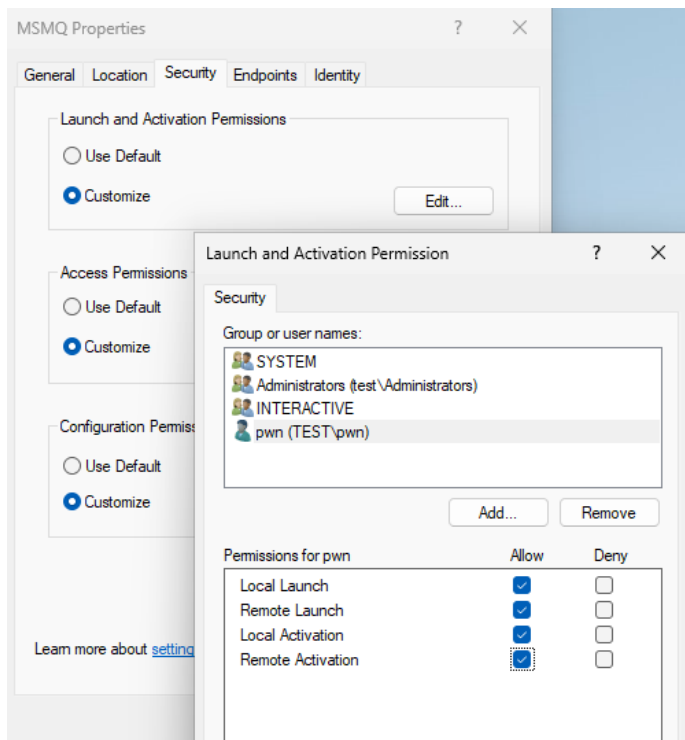 MSMQ Properties ?
General Location Security Endpoints Identity
Launch and Activation Permissions
Use Default
Customize
Edit...
Access Permissions
Use Default
Customize
Configuration Permiss
Use Default
Customize
Learn more about setting
Launch and Activation Permission ?
Security
Group or user names:
SYSTEM
Administrators (test\Administrators)
INTERACTIVE
pwn (TEST\pwn)
Add... Remove
Permissions for pwn Allow Deny
Local Launch
Remote Launch
Local Activation
Remote Activation